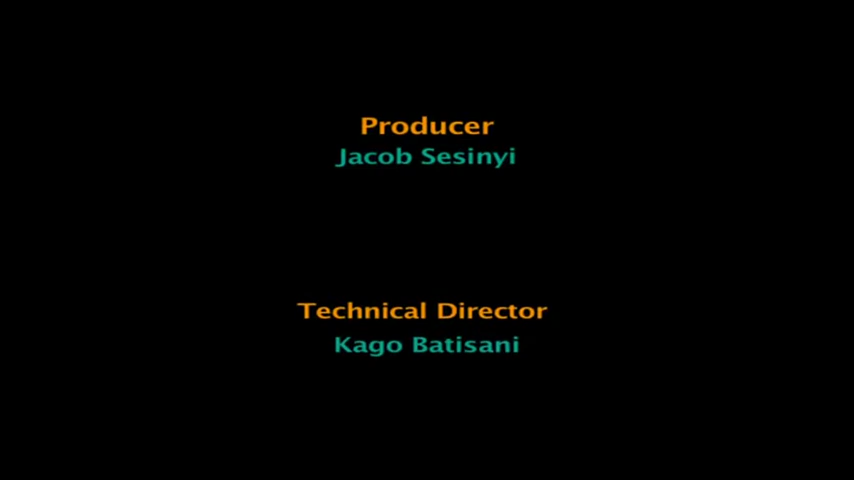 Producer
Jacob Sesinyi
Technical Director
Kago Batisani